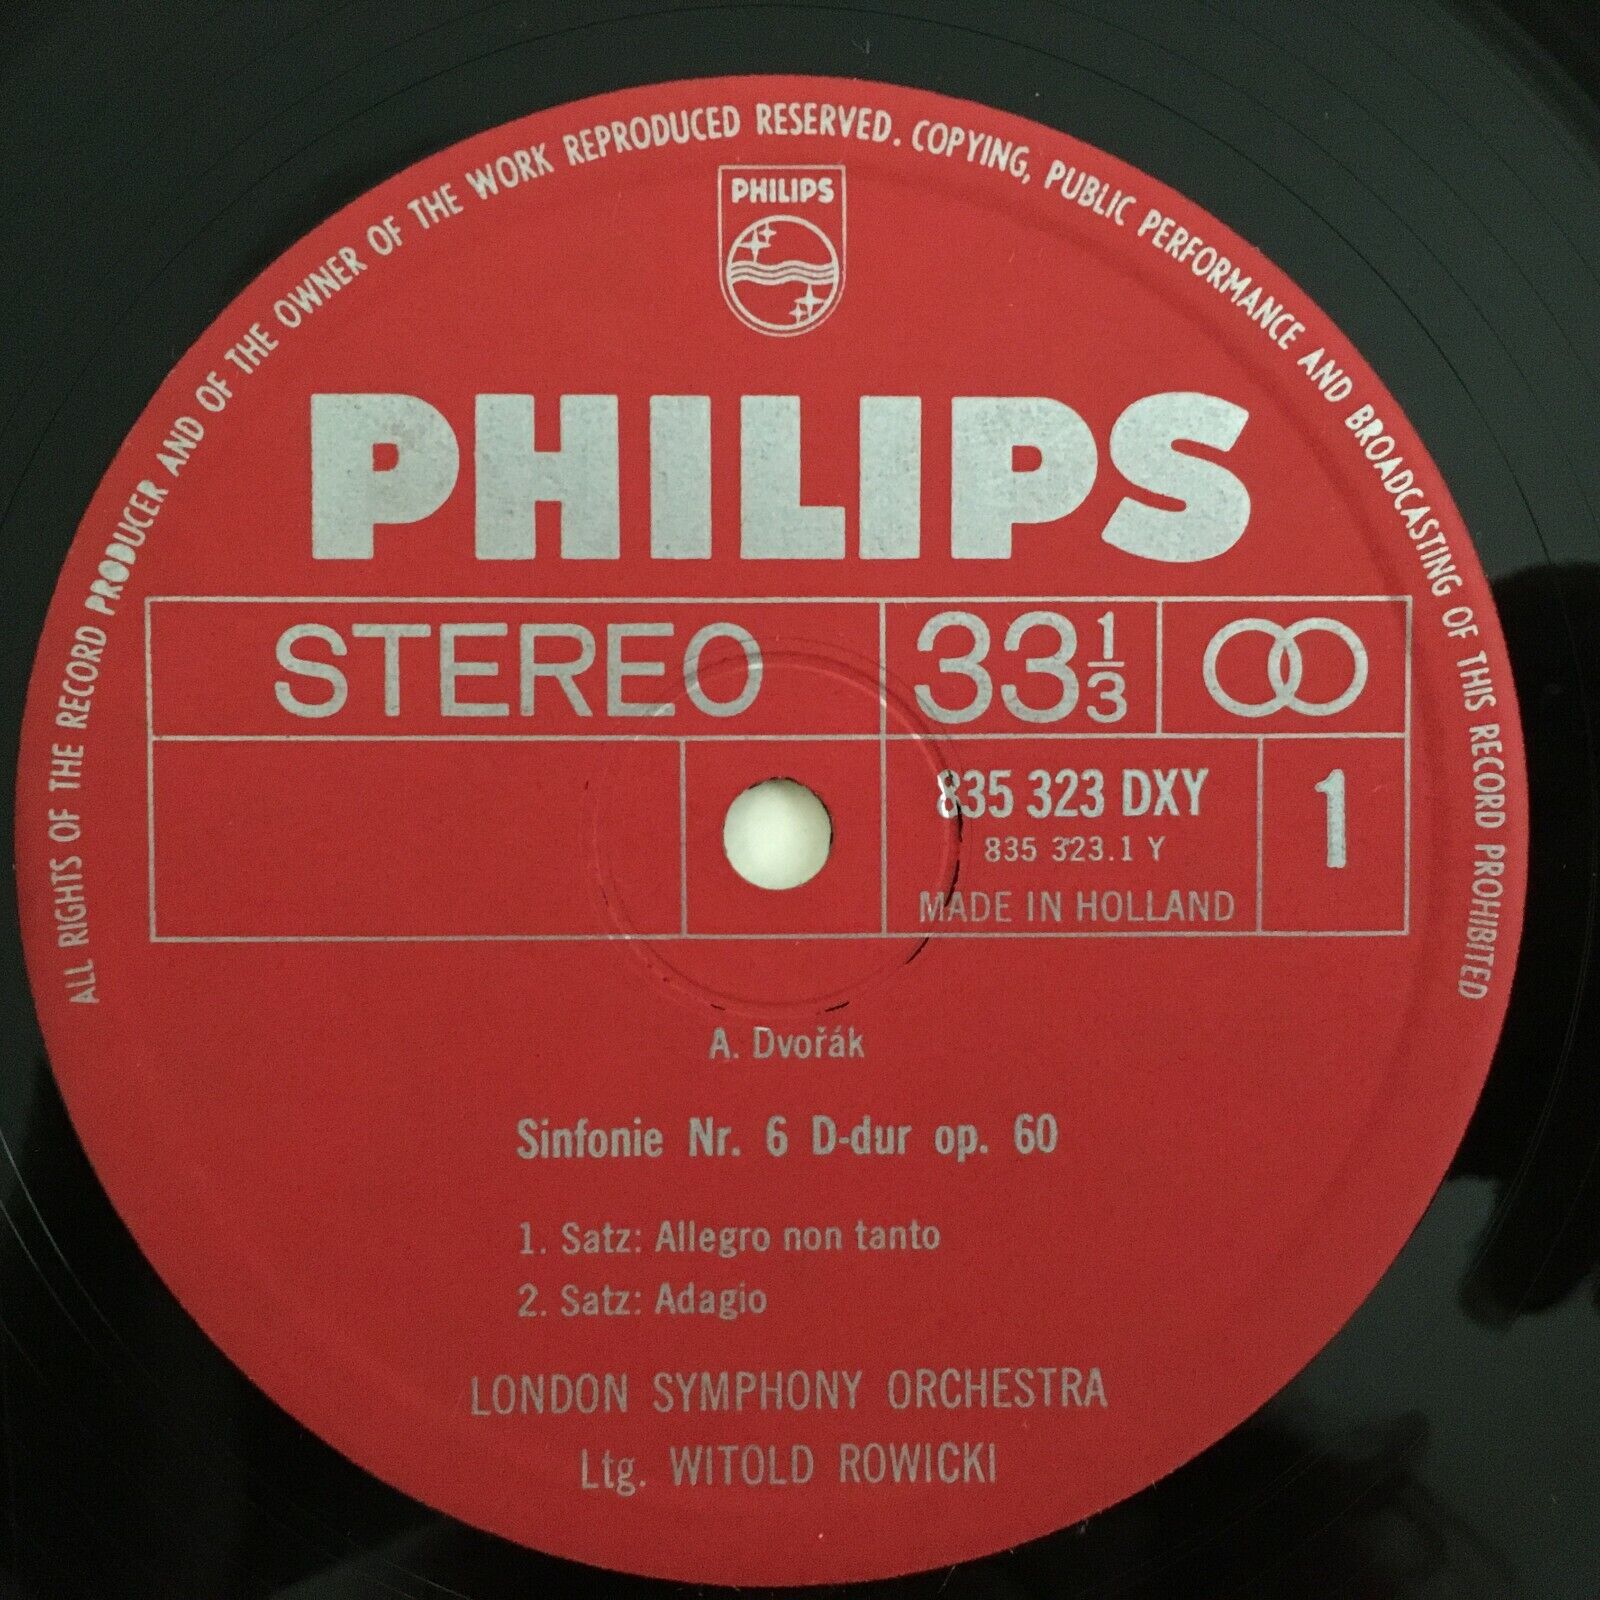 ALL RIGHTS OF THE RECORD PRODUCER AND OF THE OWNER OF THE WORK REPRODUCED RESERVED. COPYING, PUBLIC PERFORMANCE AND BROADCASTING OF THIS RECORD PROHIBITED
PHILIPS
PHILIPS
STEREO 33 1/3
835 323 DXY 1
835 323.1 Y
MADE IN HOLLAND
A. Dvořák
Sinfonie Nr. 6 D-dur op. 60
1. Satz: Allegro non tanto
2. Satz: Adagio
LONDON SYMPHONY ORCHESTRA
Ltg. WITOLD ROWICKI